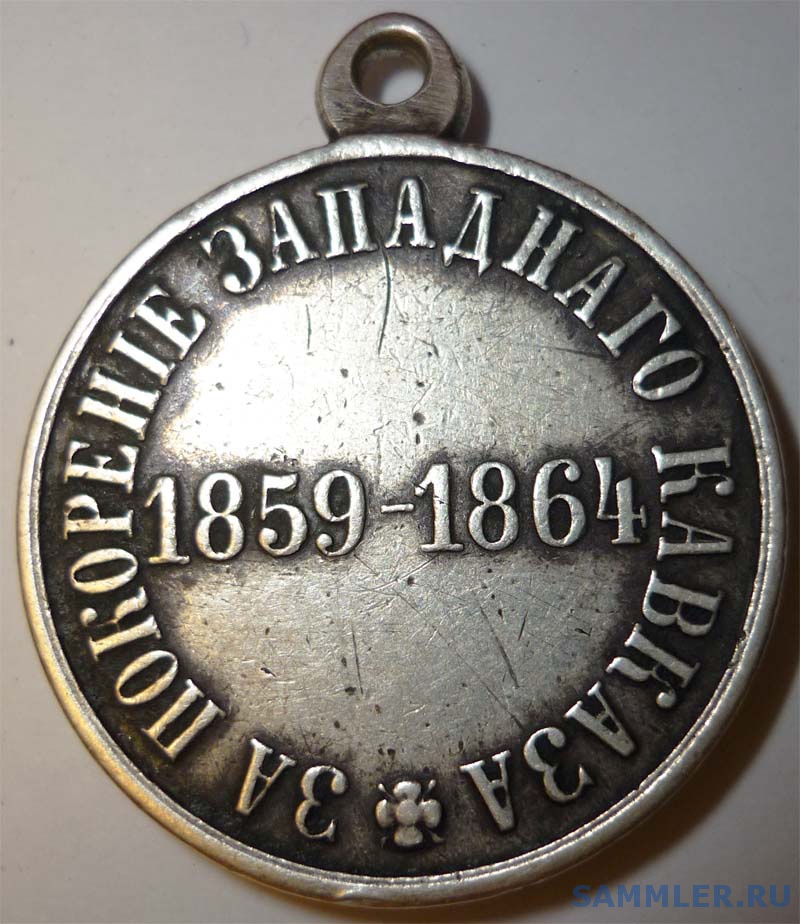 ЗА ПОКОРЕНІЕ ЗАПАДНАГО КАВКАЗА
1859-1864
SAMMLER.RU